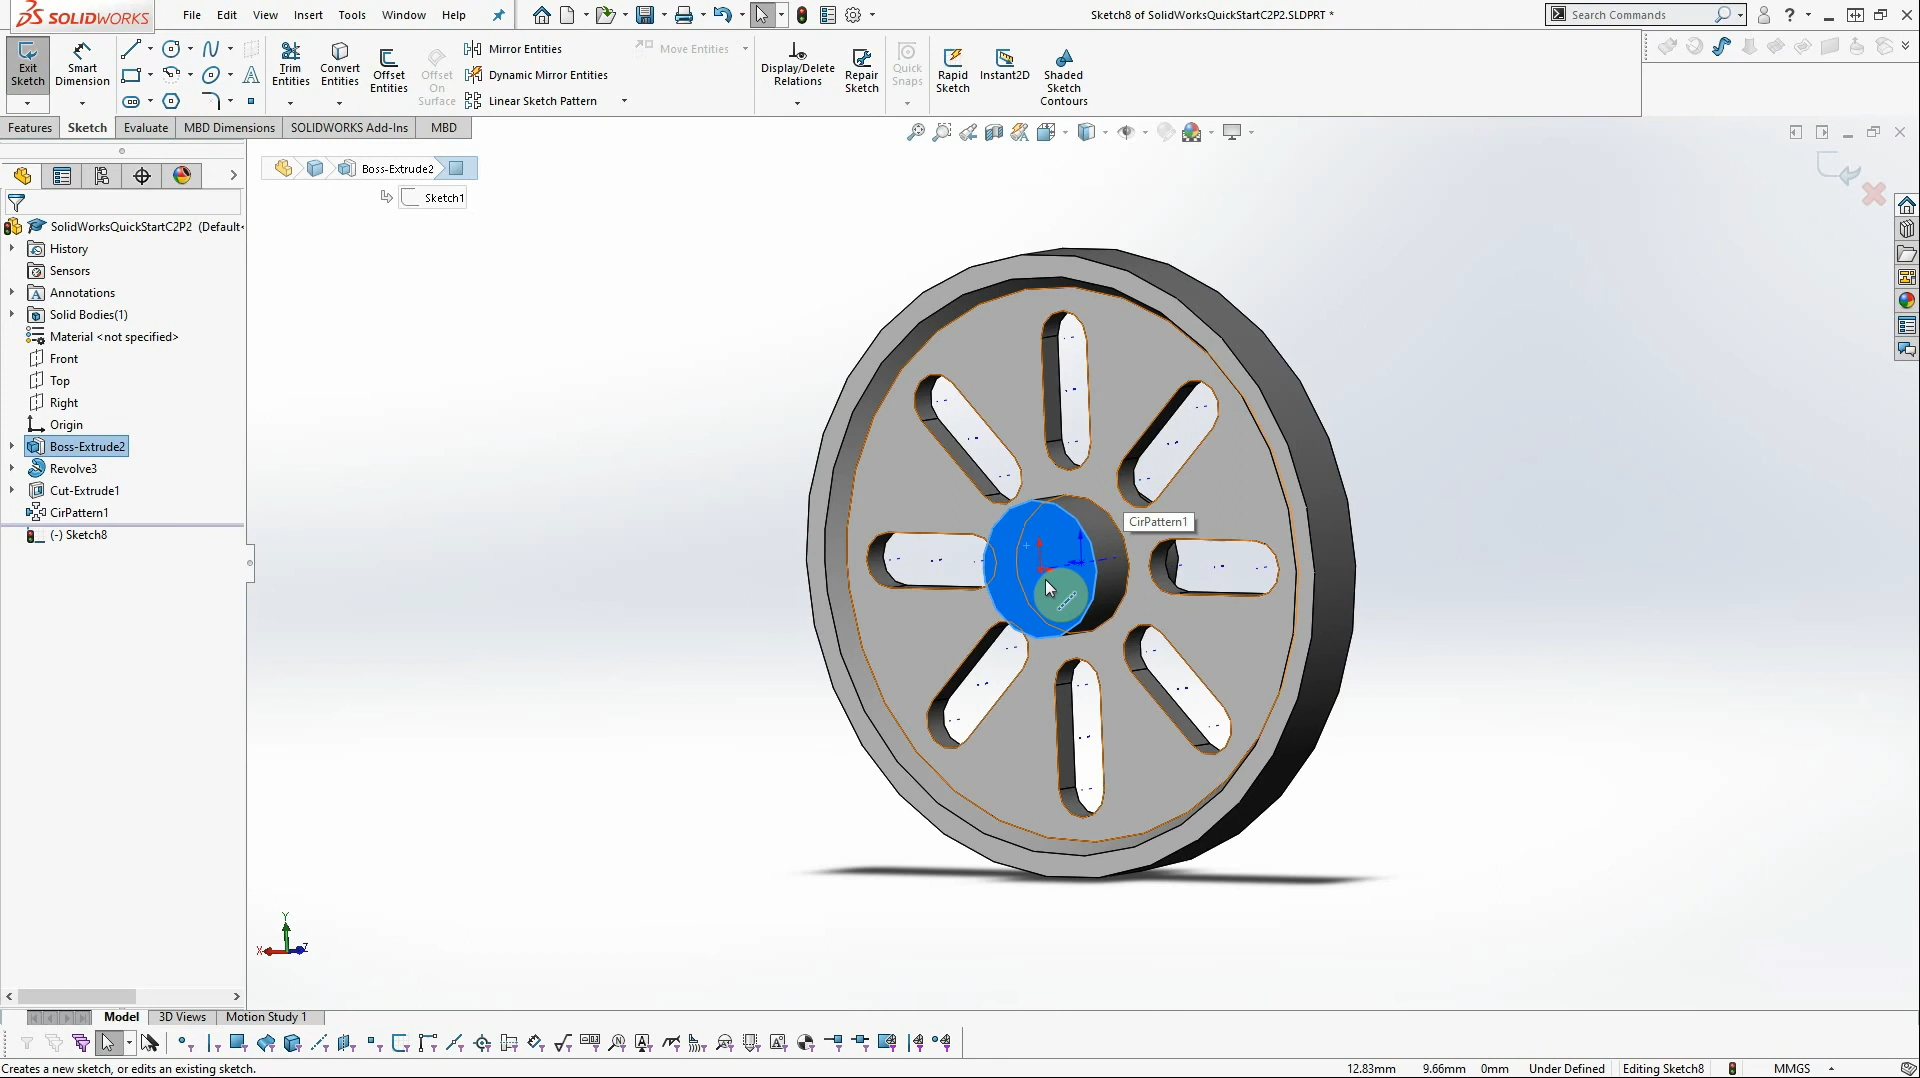 SOLIDWORKS
File Edit View Insert Tools Window Help
Sketch8 of SolidWorksQuickStartC2P2.SLDPRT *
Search Commands
Exit Sketch
Smart Dimension
Trim Entities
Convert Entities
Offset Entities
Offset On Surface
Mirror Entities
Dynamic Mirror Entities
Linear Sketch Pattern
Move Entities
Display/Delete Relations
Repair Sketch
Quick Snaps
Rapid Sketch
Instant2D
Shaded Sketch Contours
Features Sketch Evaluate MBD Dimensions SOLIDWORKS Add-Ins MBD
Boss-Extrude2
Sketch1
SolidWorksQuickStartC2P2 (Default
History
Sensors
Annotations
Solid Bodies(1)
Material <not specified>
Front
Top
Right
Origin
Boss-Extrude2
Revolve3
Cut-Extrude1
CirPattern1
(-) Sketch8
CirPattern1
Y
X
Z
Model 3D Views Motion Study 1
Creates a new sketch, or edits an existing sketch.
12.83mm 9.66mm 0mm Under Defined Editing Sketch8 MMGS